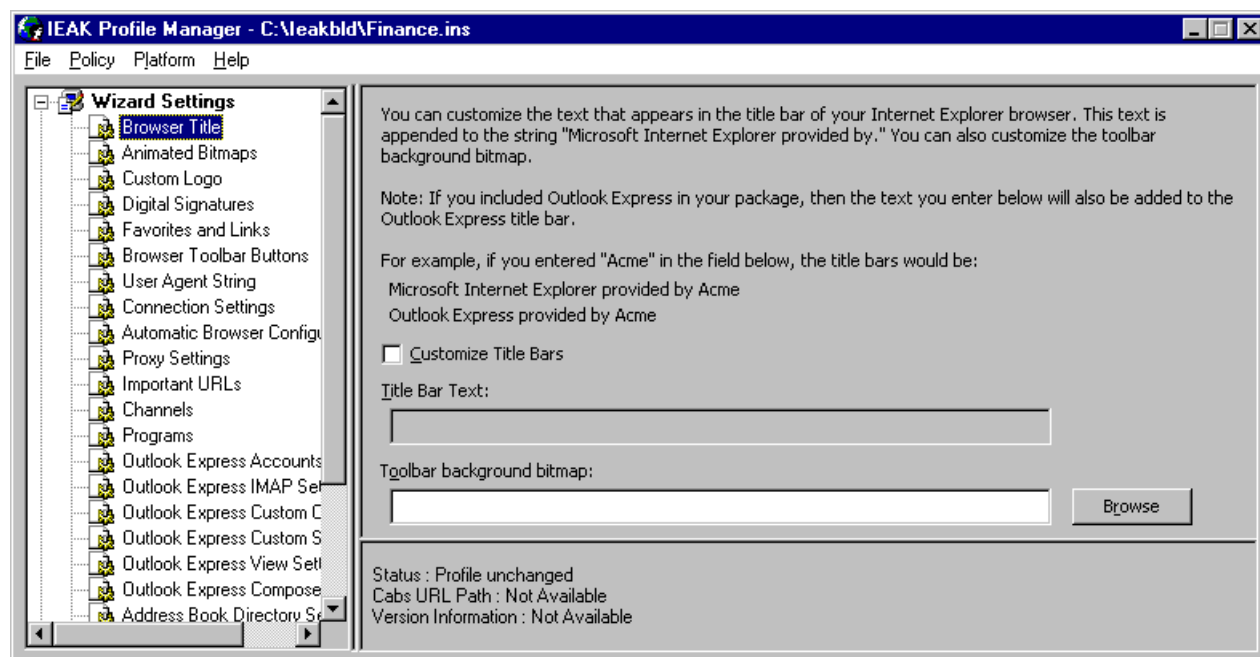 IEAK Profile Manager - C:\Ieakbld\Finance.ins
File Policy Platform Help
Wizard Settings
Browser Title
Animated Bitmaps
Custom Logo
Digital Signatures
Favorites and Links
Browser Toolbar Buttons
User Agent String
Connection Settings
Automatic Browser Configu
Proxy Settings
Important URLs
Channels
Programs
Outlook Express Accounts
Outlook Express IMAP Set
Outlook Express Custom C
Outlook Express Custom S
Outlook Express View Sett
Outlook Express Compose
Address Book Directory Se
You can customize the text that appears in the title bar of your Internet Explorer browser. This text is
appended to the string "Microsoft Internet Explorer provided by." You can also customize the toolbar
background bitmap.
Note: If you included Outlook Express in your package, then the text you enter below will also be added to the
Outlook Express title bar.
For example, if you entered "Acme" in the field below, the title bars would be:
Microsoft Internet Explorer provided by Acme
Outlook Express provided by Acme
Customize Title Bars
Title Bar Text:
Toolbar background bitmap:
Browse
Status : Profile unchanged
Cabs URL Path : Not Available
Version Information : Not Available